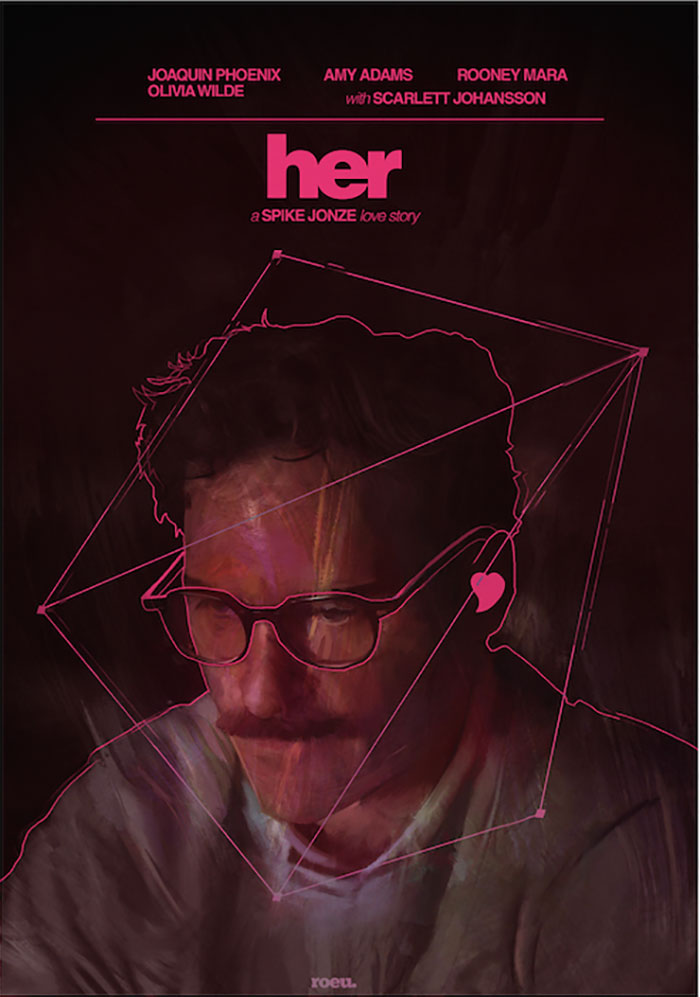 JOAQUIN PHOENIX AMY ADAMS ROONEY MARA
OLIVIA WILDE with SCARLETT JOHANSSON
her
a SPIKE JONZE love story
roeu.